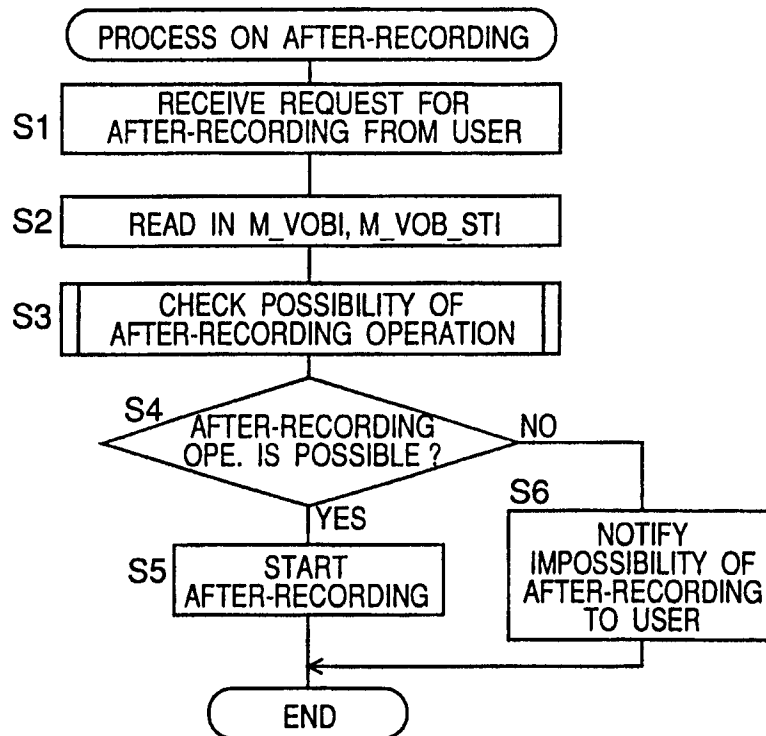 PROCESS ON AFTER-RECORDING
S1
RECEIVE REQUEST FOR
AFTER-RECORDING FROM USER
S2
READ IN M_VOBI, M_VOB_STI
S3
CHECK POSSIBILITY OF
AFTER-RECORDING OPERATION
S4
AFTER-RECORDING
OPE. IS POSSIBLE ?
NO
YES
S5
START
AFTER-RECORDING
S6
NOTIFY
IMPOSSIBILITY OF
AFTER-RECORDING
TO USER
END